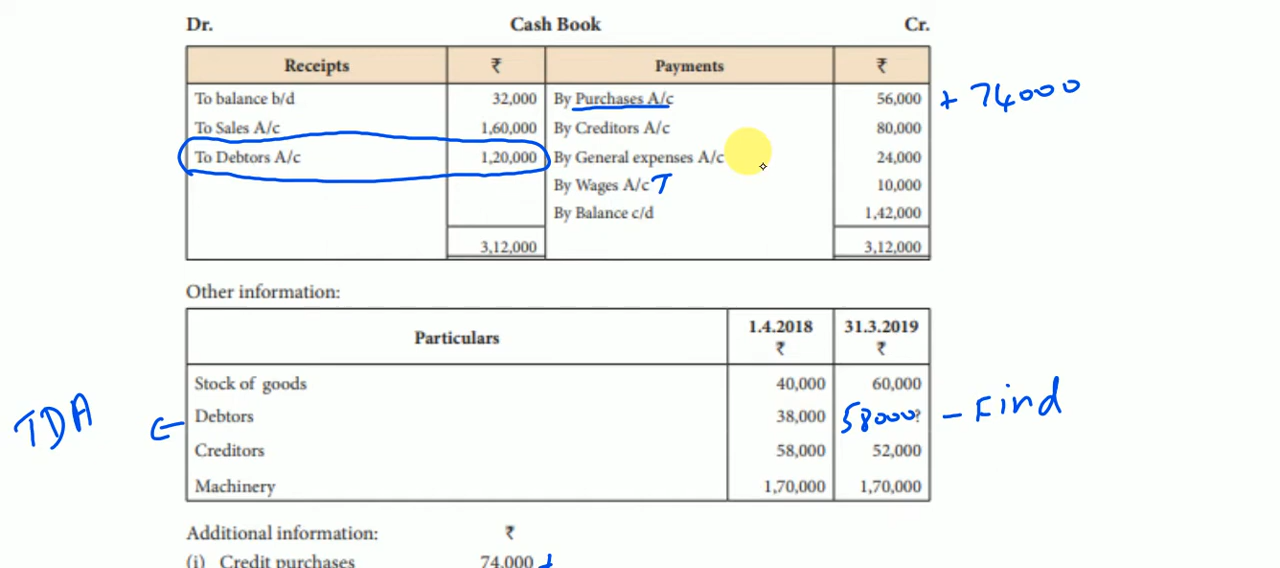 Dr. Cash Book Cr.
Receipts ₹ Payments ₹
To balance b/d 32,000 By Purchases A/c 56,000 + 74000
To Sales A/c 1,60,000 By Creditors A/c 80,000
To Debtors A/c 1,20,000 By General expenses A/c 24,000
By Wages A/c T 10,000
By Balance c/d 1,42,000
3,12,000 3,12,000
Other information:
Particulars 1.4.2018 ₹ 31.3.2019 ₹
Stock of goods 40,000 60,000
TDA ← Debtors 38,000 58000? – Find
Creditors 58,000 52,000
Machinery 1,70,000 1,70,000
Additional information: ₹
(i) Credit purchases 74,000 +